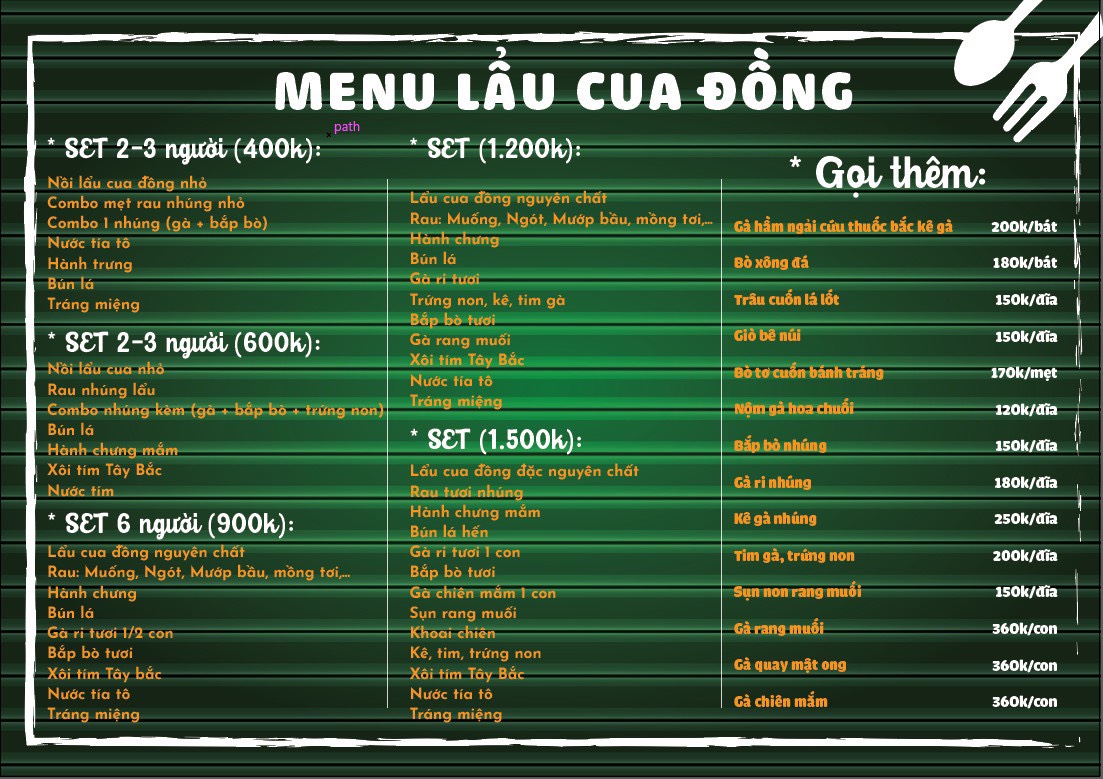 MENU LẨU CUA ĐỒNG
path
* SET 2-3 người (400k):
Nồi lẩu cua đồng nhỏ
Combo mẹt rau nhúng nhỏ
Combo 1 nhúng (gà + bắp bò)
Nước tía tô
Hành trưng
Bún lá
Tráng miệng
* SET 2-3 người (600k):
Nồi lẩu cua nhỏ
Rau nhúng lẩu
Combo nhúng kèm (gà + bắp bò + trứng non)
Bún lá
Hành chưng mắm
Xôi tím Tây Bắc
Nước tím
* SET 6 người (900k):
Lẩu cua đồng nguyên chất
Rau: Muống, Ngót, Mướp bầu, mồng tơi,...
Hành chưng
Bún lá
Gà ri tươi 1/2 con
Bắp bò tươi
Xôi tím Tây bắc
Nước tía tô
Tráng miệng
* SET (1.200k):
Lẩu cua đồng nguyên chất
Rau: Muống, Ngót, Mướp bầu, mồng tơi,...
Hành chưng
Bún lá
Gà ri tươi
Trứng non, kê, tim gà
Bắp bò tươi
Gà rang muối
Xôi tím Tây Bắc
Nước tía tô
Tráng miệng
* SET (1.500k):
Lẩu cua đồng đặc nguyên chất
Rau tươi nhúng
Hành chưng mắm
Bún lá hến
Gà ri tươi 1 con
Bắp bò tươi
Gà chiên mắm 1 con
Sụn rang muối
Khoai chiên
Kê, tim, trứng non
Xôi tím Tây Bắc
Nước tía tô
Tráng miệng
* Gọi thêm:
Gà hầm ngải cứu thuốc bắc kê gà 200k/bát
Bò xông đá 180k/bát
Trâu cuốn lá lốt 150k/đĩa
Giò bê núi 150k/đĩa
Bò tơ cuốn bánh tráng 170k/mẹt
Nộm gà hoa chuối 120k/đĩa
Bắp bò nhúng 150k/đĩa
Gà ri nhúng 180k/đĩa
Kê gà nhúng 250k/đĩa
Tim gà, trứng non 200k/đĩa
Sụn non rang muối 150k/đĩa
Gà rang muối 360k/con
Gà quay mật ong 360k/con
Gà chiên mắm 360k/con